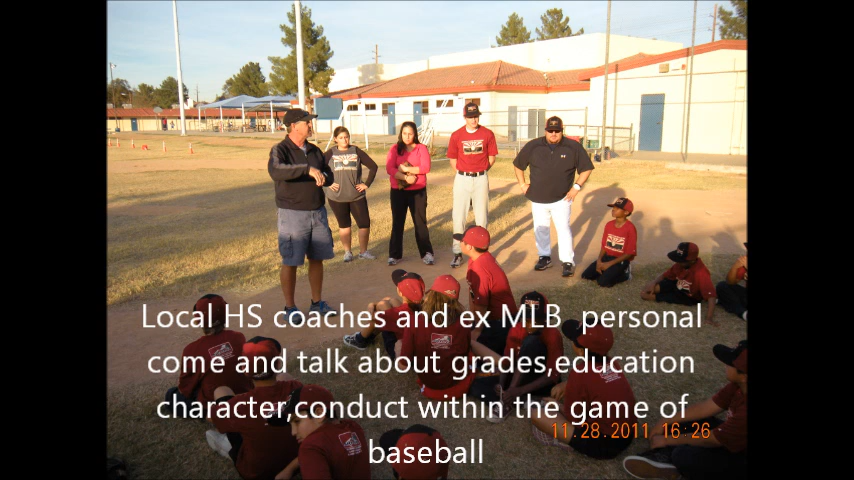 Local HS coaches and ex MLB  personal
come and talk about grades,education
character,conduct within the game of
baseball
11.28.2011 16:26